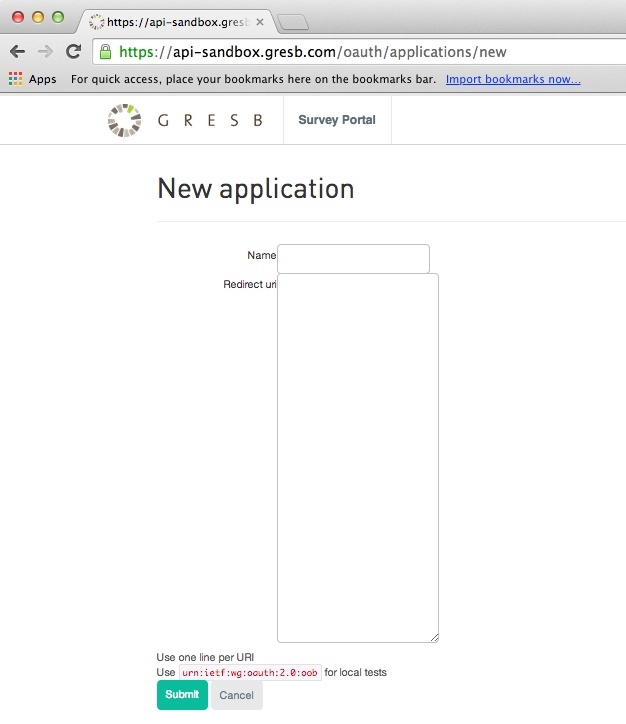 https://api-sandbox.gresb
https://api-sandbox.gresb.com/oauth/applications/new
Apps For quick access, place your bookmarks here on the bookmarks bar. Import bookmarks now...
GRESB Survey Portal
New application
Name
Redirect uri
Use one line per URI
Use urn:ietf:wg:oauth:2.0:oob for local tests
Submit Cancel